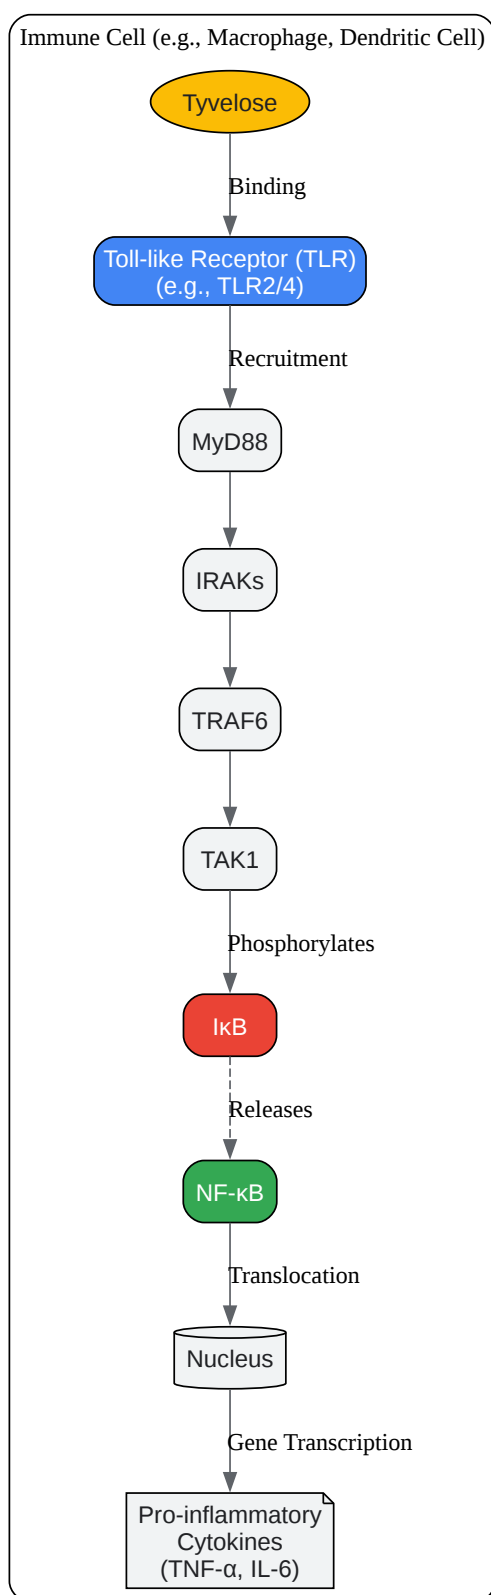 Immune Cell (e.g., Macrophage, Dendritic Cell)
Tyvelose
Binding
Toll-like Receptor (TLR)
(e.g., TLR2/4)
Recruitment
MyD88
IRAKs
TRAF6
TAK1
Phosphorylates
IκB
Releases
NF-κB
Translocation
Nucleus
Gene Transcription
Pro-inflammatory
Cytokines
(TNF-α, IL-6)